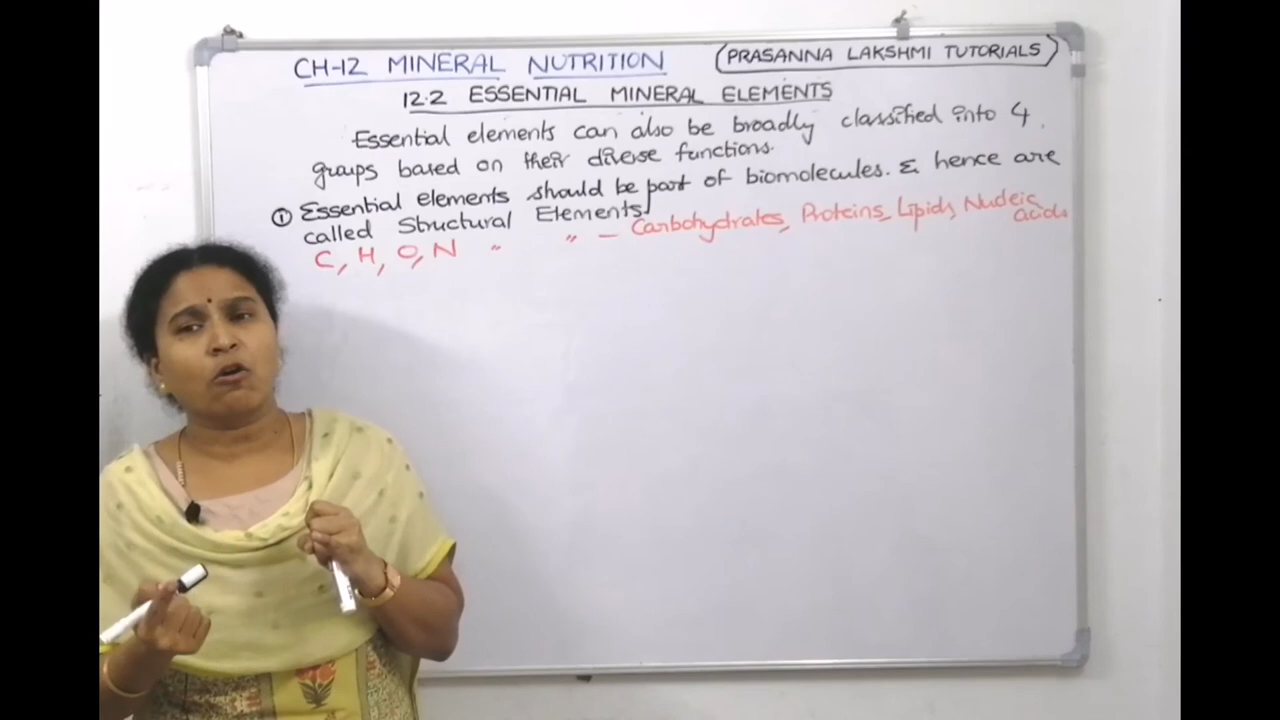 CH-12 MINERAL NUTRITION (PRASANNA LAKSHMI TUTORIALS)
12.2 ESSENTIAL MINERAL ELEMENTS
Essential elements can also be broadly classified into 4
groups based on their diverse functions.
① Essential elements should be part of biomolecules. & hence are
called Structural Elements.
C, H, O, N " " — Carbohydrates, Proteins, Lipids, Nucleic
acids